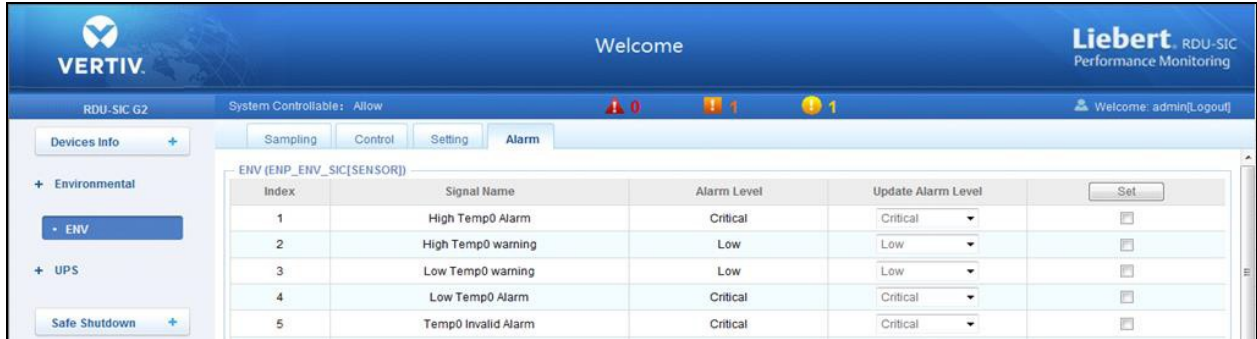 VERTIV.
Welcome
Liebert. RDU-SIC
Performance Monitoring
RDU-SIC G2
System Controllable: Allow
0
1
1
Welcome: admin[Logout]
Devices Info +
Sampling Control Setting Alarm
ENV (ENP_ENV_SIC[SENSOR])
+ Environmental
Index Signal Name Alarm Level Update Alarm Level Set
1 High Temp0 Alarm Critical Critical
• ENV
2 High Temp0 warning Low Low
+ UPS
3 Low Temp0 warning Low Low
4 Low Temp0 Alarm Critical Critical
Safe Shutdown +
5 Temp0 Invalid Alarm Critical Critical